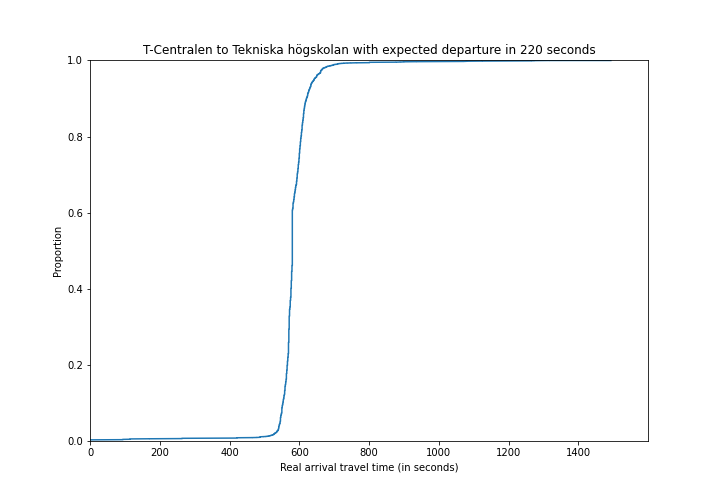 T-Centralen to Tekniska högskolan with expected departure in 220 seconds
1.0
0.8
0.6
0.4
0.2
0.0
Proportion
0 200 400 600 800 1000 1200 1400
Real arrival travel time (in seconds)